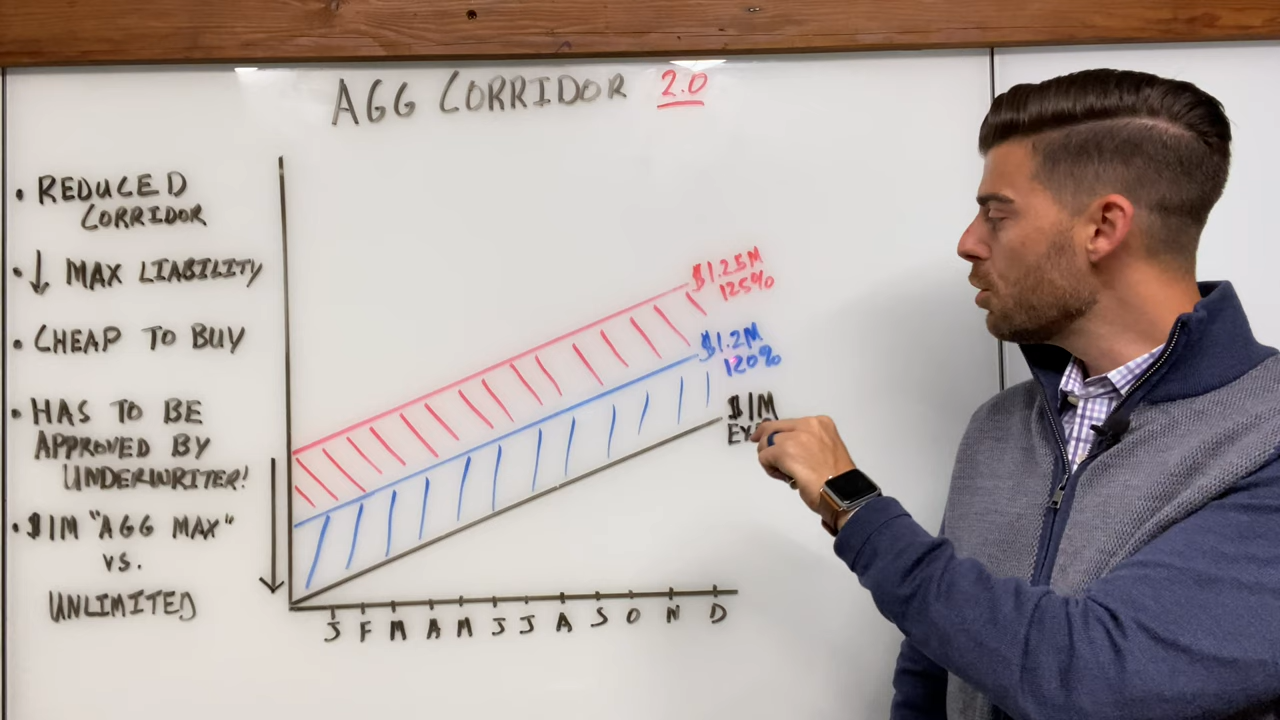 AGG CORRIDOR 2.0
• REDUCED
CORRIDOR
• ↓ MAX LIABILITY
• CHEAP TO BUY
• HAS TO BE
APPROVED BY
UNDERWRITER!
• $1M "AGG MAX"
VS.
UNLIMITED
$1.25M
125%
$1.2M
120%
$1M
J F M A M J J A S O N D